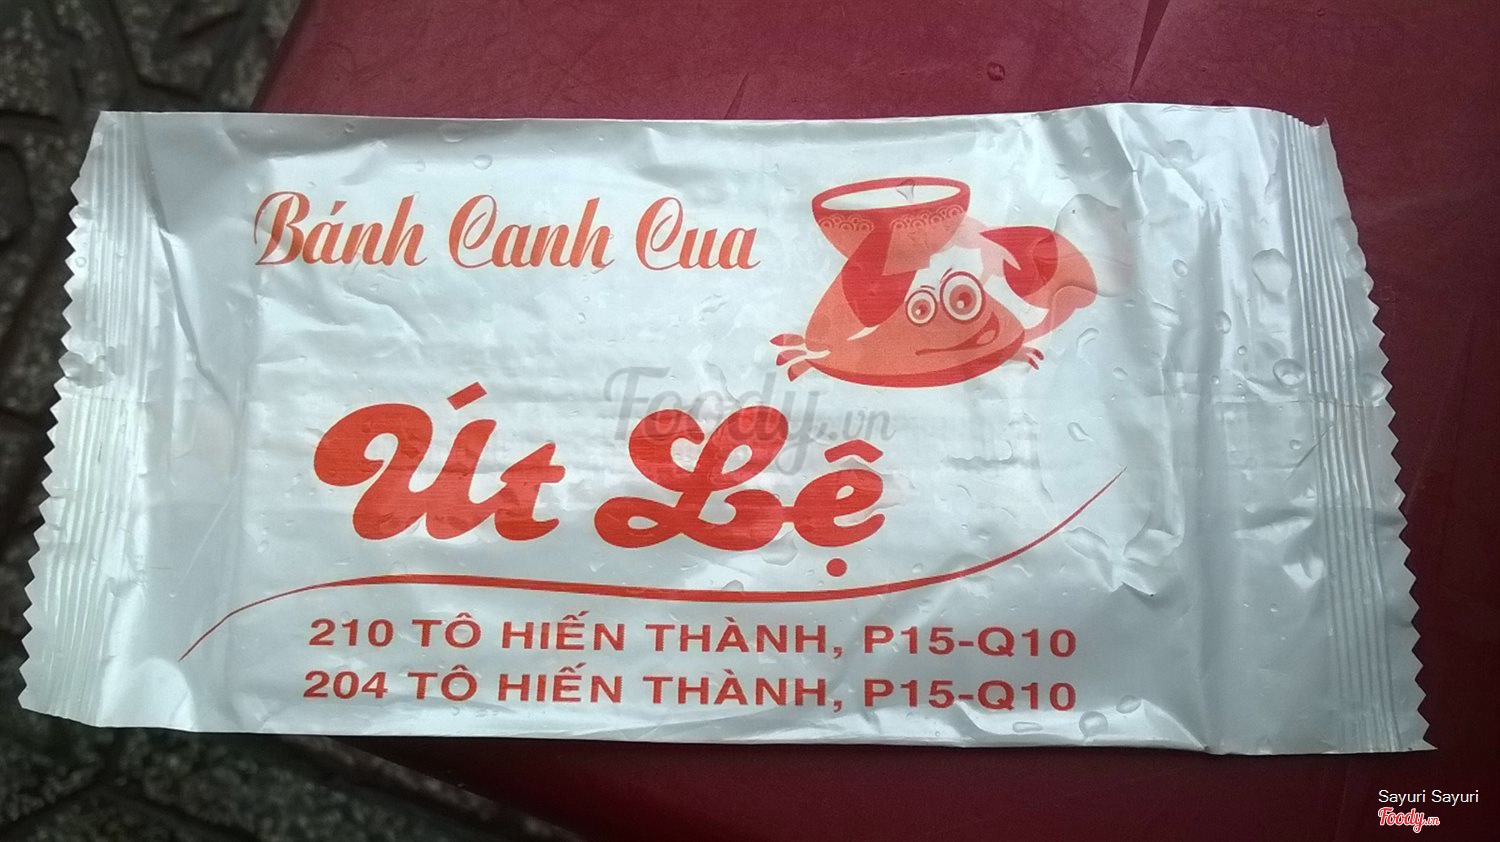 Bánh Canh Cua
Foody.vn
Út Lệ
210 TÔ HIẾN THÀNH, P15-Q10
204 TÔ HIẾN THÀNH, P15-Q10
Sayuri Sayuri
Foody.vn